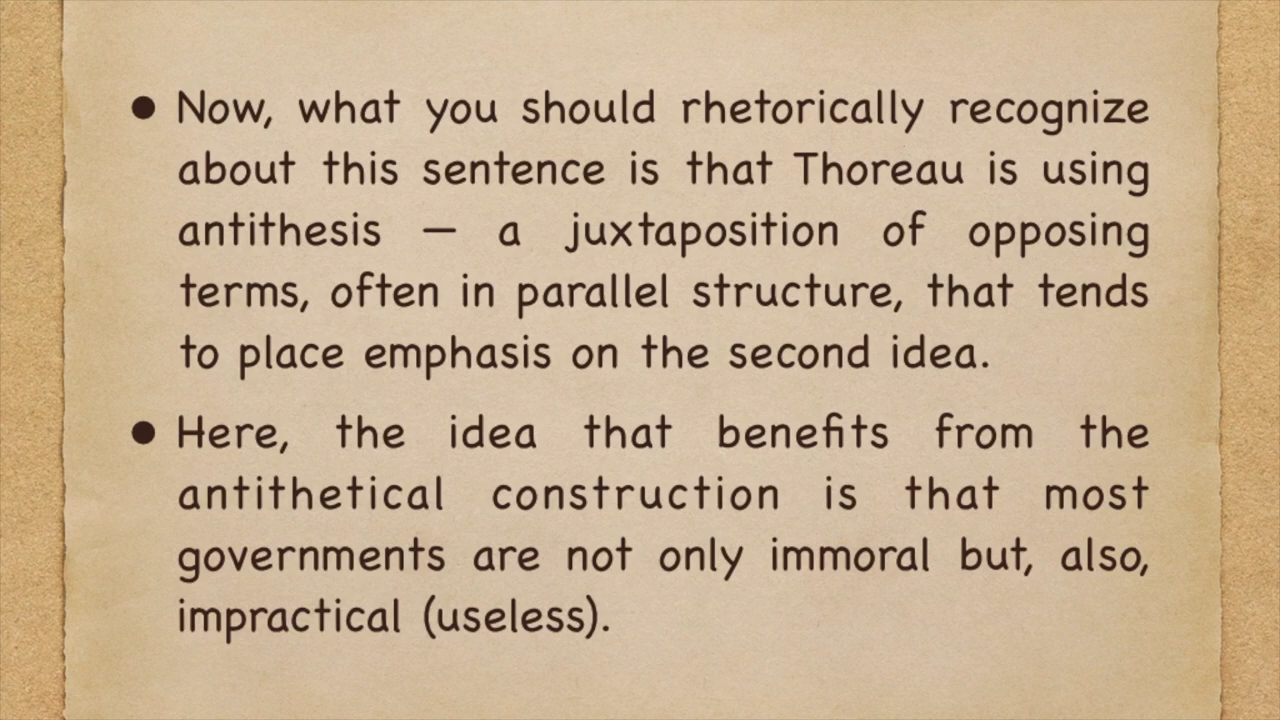 • Now, what you should rhetorically recognize
about this sentence is that Thoreau is using
antithesis — a juxtaposition of opposing
terms, often in parallel structure, that tends
to place emphasis on the second idea.
• Here, the idea that benefits from the
antithetical construction is that most
governments are not only immoral but, also,
impractical (useless).